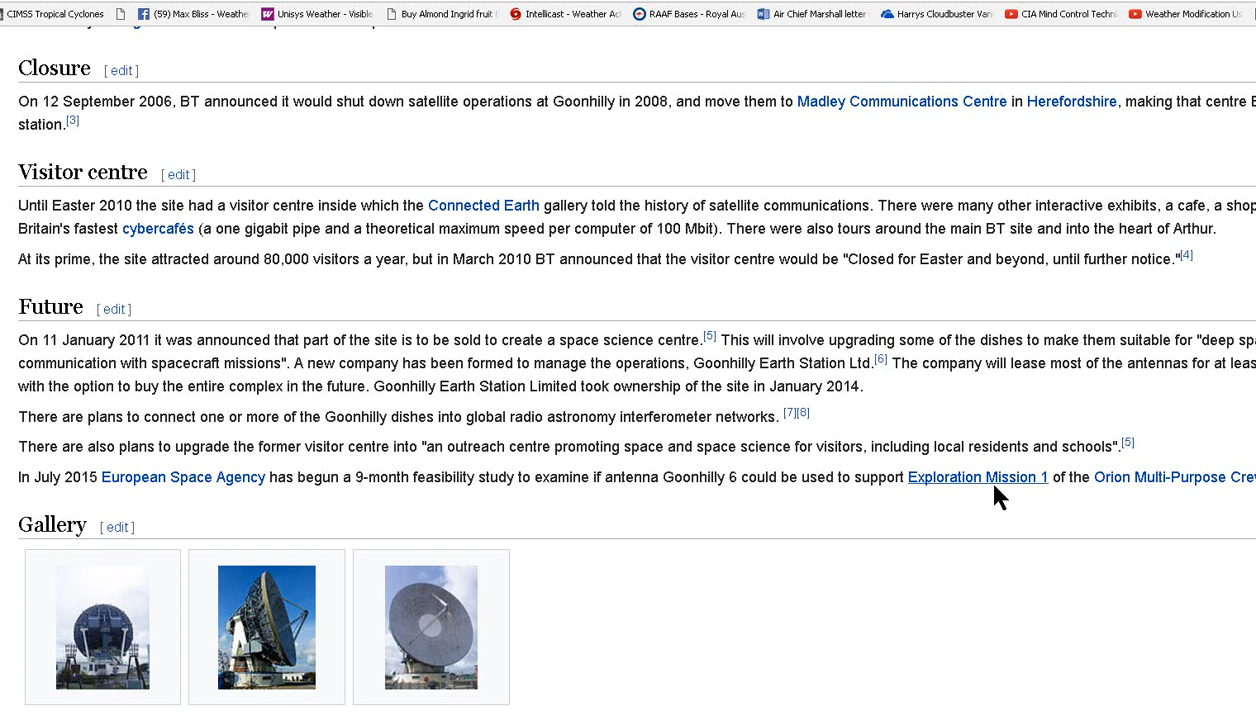 CIMSS Tropical Cyclones (59) Max Bliss - Weathe Unisys Weather - Visible Buy Almond Ingrid fruit Intellicast - Weather Act RAAF Bases - Royal Aus Air Chief Marshall letter Harrys Cloudbuster Van CIA Mind Control Techni Weather Modification Us
Closure [ edit ]
On 12 September 2006, BT announced it would shut down satellite operations at Goonhilly in 2008, and move them to Madley Communications Centre in Herefordshire, making that centre
station.[3]
Visitor centre [ edit ]
Until Easter 2010 the site had a visitor centre inside which the Connected Earth gallery told the history of satellite communications. There were many other interactive exhibits, a cafe, a shop
Britain's fastest cybercafés (a one gigabit pipe and a theoretical maximum speed per computer of 100 Mbit). There were also tours around the main BT site and into the heart of Arthur.
At its prime, the site attracted around 80,000 visitors a year, but in March 2010 BT announced that the visitor centre would be "Closed for Easter and beyond, until further notice."[4]
Future [ edit ]
On 11 January 2011 it was announced that part of the site is to be sold to create a space science centre.[5] This will involve upgrading some of the dishes to make them suitable for "deep spa
communication with spacecraft missions". A new company has been formed to manage the operations, Goonhilly Earth Station Ltd.[6] The company will lease most of the antennas for at leas
with the option to buy the entire complex in the future. Goonhilly Earth Station Limited took ownership of the site in January 2014.
There are plans to connect one or more of the Goonhilly dishes into global radio astronomy interferometer networks. [7][8]
There are also plans to upgrade the former visitor centre into "an outreach centre promoting space and space science for visitors, including local residents and schools".[5]
In July 2015 European Space Agency has begun a 9-month feasibility study to examine if antenna Goonhilly 6 could be used to support Exploration Mission 1 of the Orion Multi-Purpose Crew
Gallery [ edit ]